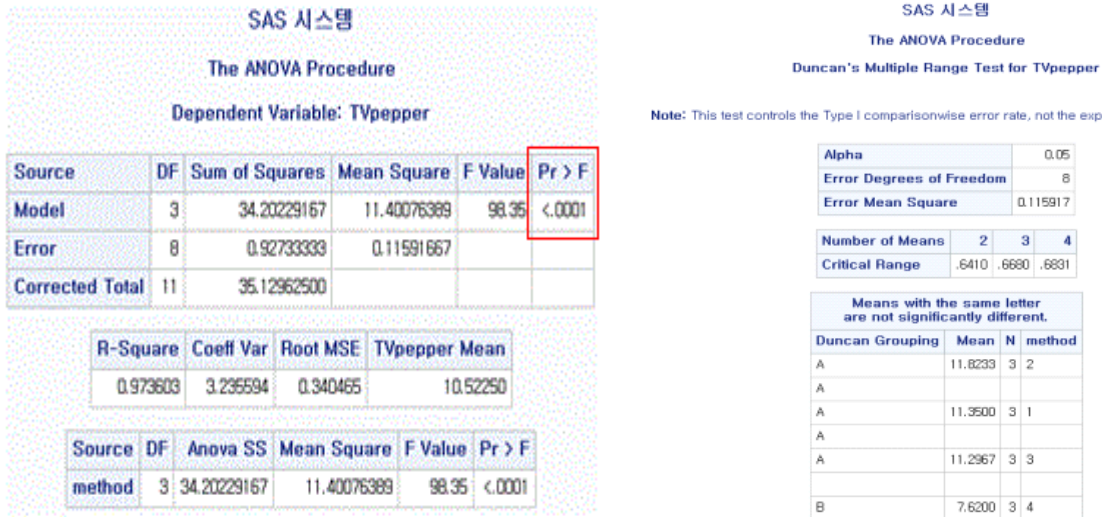 SAS 시스템
The ANOVA Procedure
Dependent Variable: TVpepper
Source DF Sum of Squares Mean Square F Value Pr > F
Model 3 34.20229167 11.40076389 98.35 <.0001
Error 8 0.92733333 0.11591667
Corrected Total 11 35.12962500
R-Square Coeff Var Root MSE TVpepper Mean
0.973603 3.235594 0.340465 10.52250
Source DF Anova SS Mean Square F Value Pr > F
method 3 34.20229167 11.40076389 98.35 <.0001
SAS 시스템
The ANOVA Procedure
Duncan's Multiple Range Test for TVpepper
Note: This test controls the Type I comparisonwise error rate, not the exp
Alpha 0.05
Error Degrees of Freedom 8
Error Mean Square 0.115917
Number of Means 2 3 4
Critical Range .6410 .6680 .6831
Means with the same letter
are not significantly different.
Duncan Grouping Mean N method
A 11.8233 3 2
A
A 11.3500 3 1
A
A 11.2967 3 3
B 7.6200 3 4